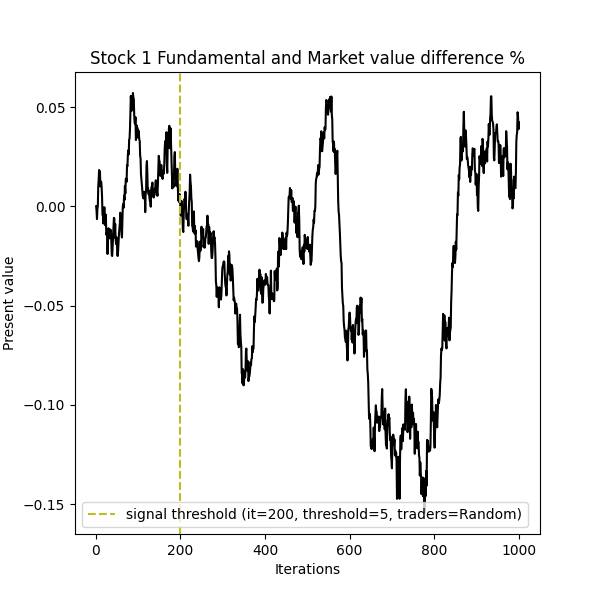 Stock 1 Fundamental and Market value difference %
Present value
0.05
0.00
−0.05
−0.10
−0.15
signal threshold (it=200, threshold=5, traders=Random)
0 200 400 600 800 1000
Iterations